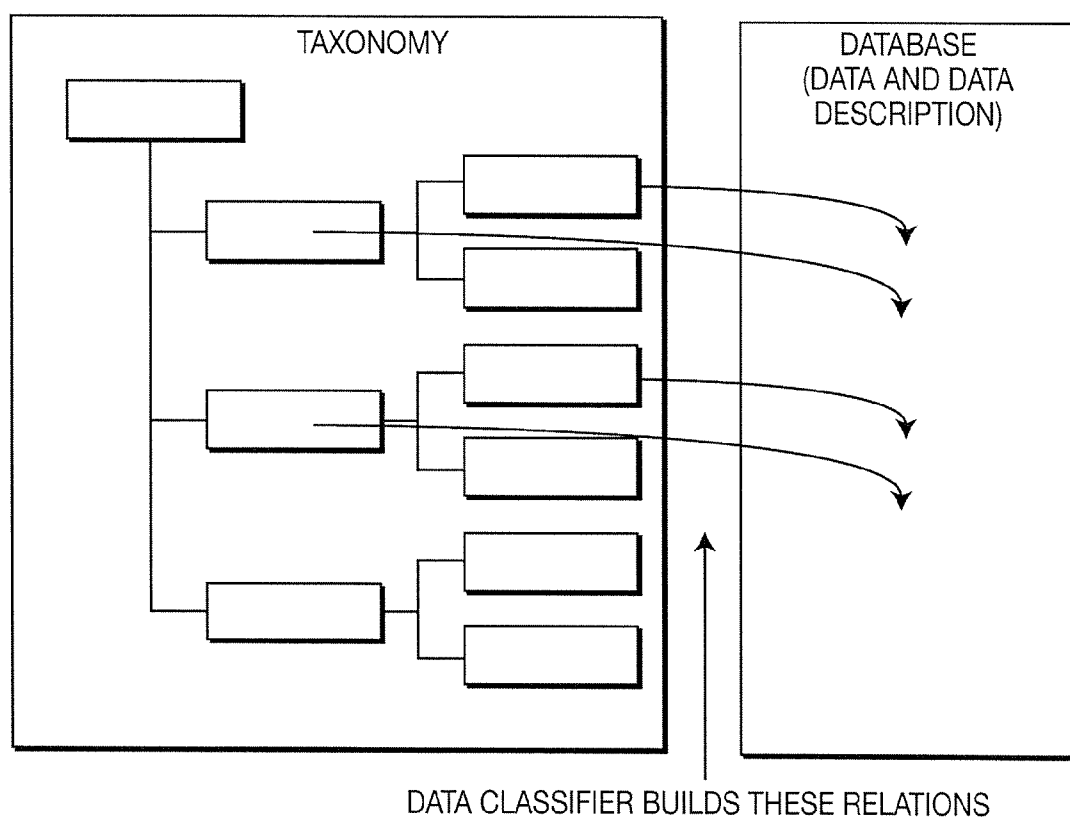 TAXONOMY
DATABASE
(DATA AND DATA
DESCRIPTION)
DATA CLASSIFIER BUILDS THESE RELATIONS